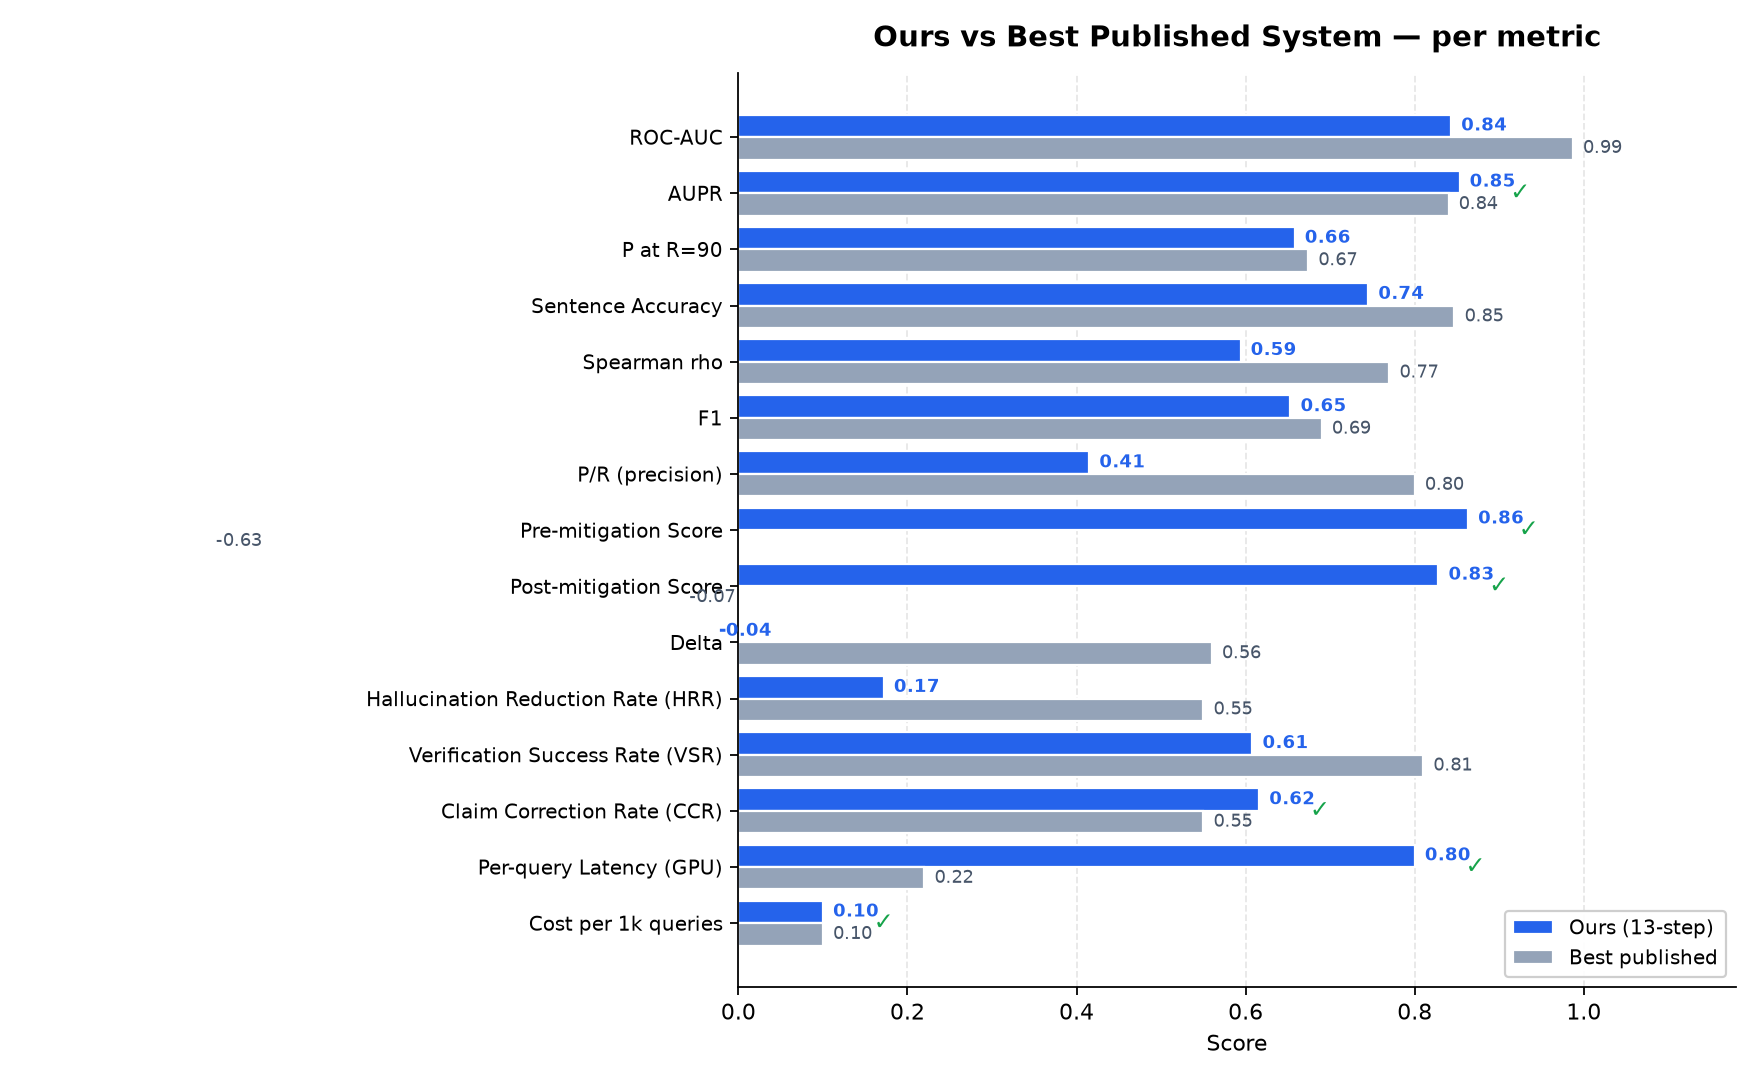 Ours vs Best Published System — per metric
ROC-AUC 0.84 0.99
AUPR 0.85 ✓ 0.84
P at R=90 0.66 0.67
Sentence Accuracy 0.74 0.85
Spearman rho 0.59 0.77
F1 0.65 0.69
P/R (precision) 0.41 0.80
Pre-mitigation Score 0.86 ✓ -0.63
Post-mitigation Score 0.83 ✓ -0.07
Delta -0.04 0.56
Hallucination Reduction Rate (HRR) 0.17 0.55
Verification Success Rate (VSR) 0.61 0.81
Claim Correction Rate (CCR) 0.62 ✓ 0.55
Per-query Latency (GPU) 0.80 ✓ 0.22
Cost per 1k queries 0.10 ✓ 0.10
Ours (13-step)
Best published
0.0 0.2 0.4 0.6 0.8 1.0
Score